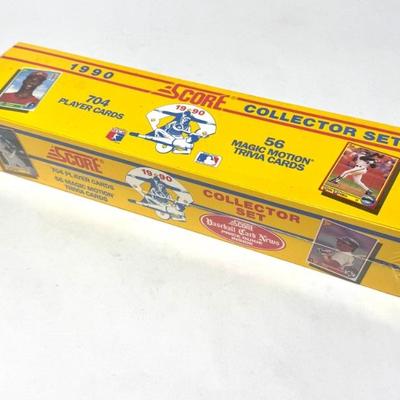 1990
704
PLAYER CARDS
SCORE
1990
COLLECTOR SET
56
MAGIC MOTION
TRIVIA CARDS
SCORE
704 PLAYER CARDS
56 MAGIC MOTION
TRIVIA CARDS
1990
COLLECTOR
SET
SCORE
Baseball Card News